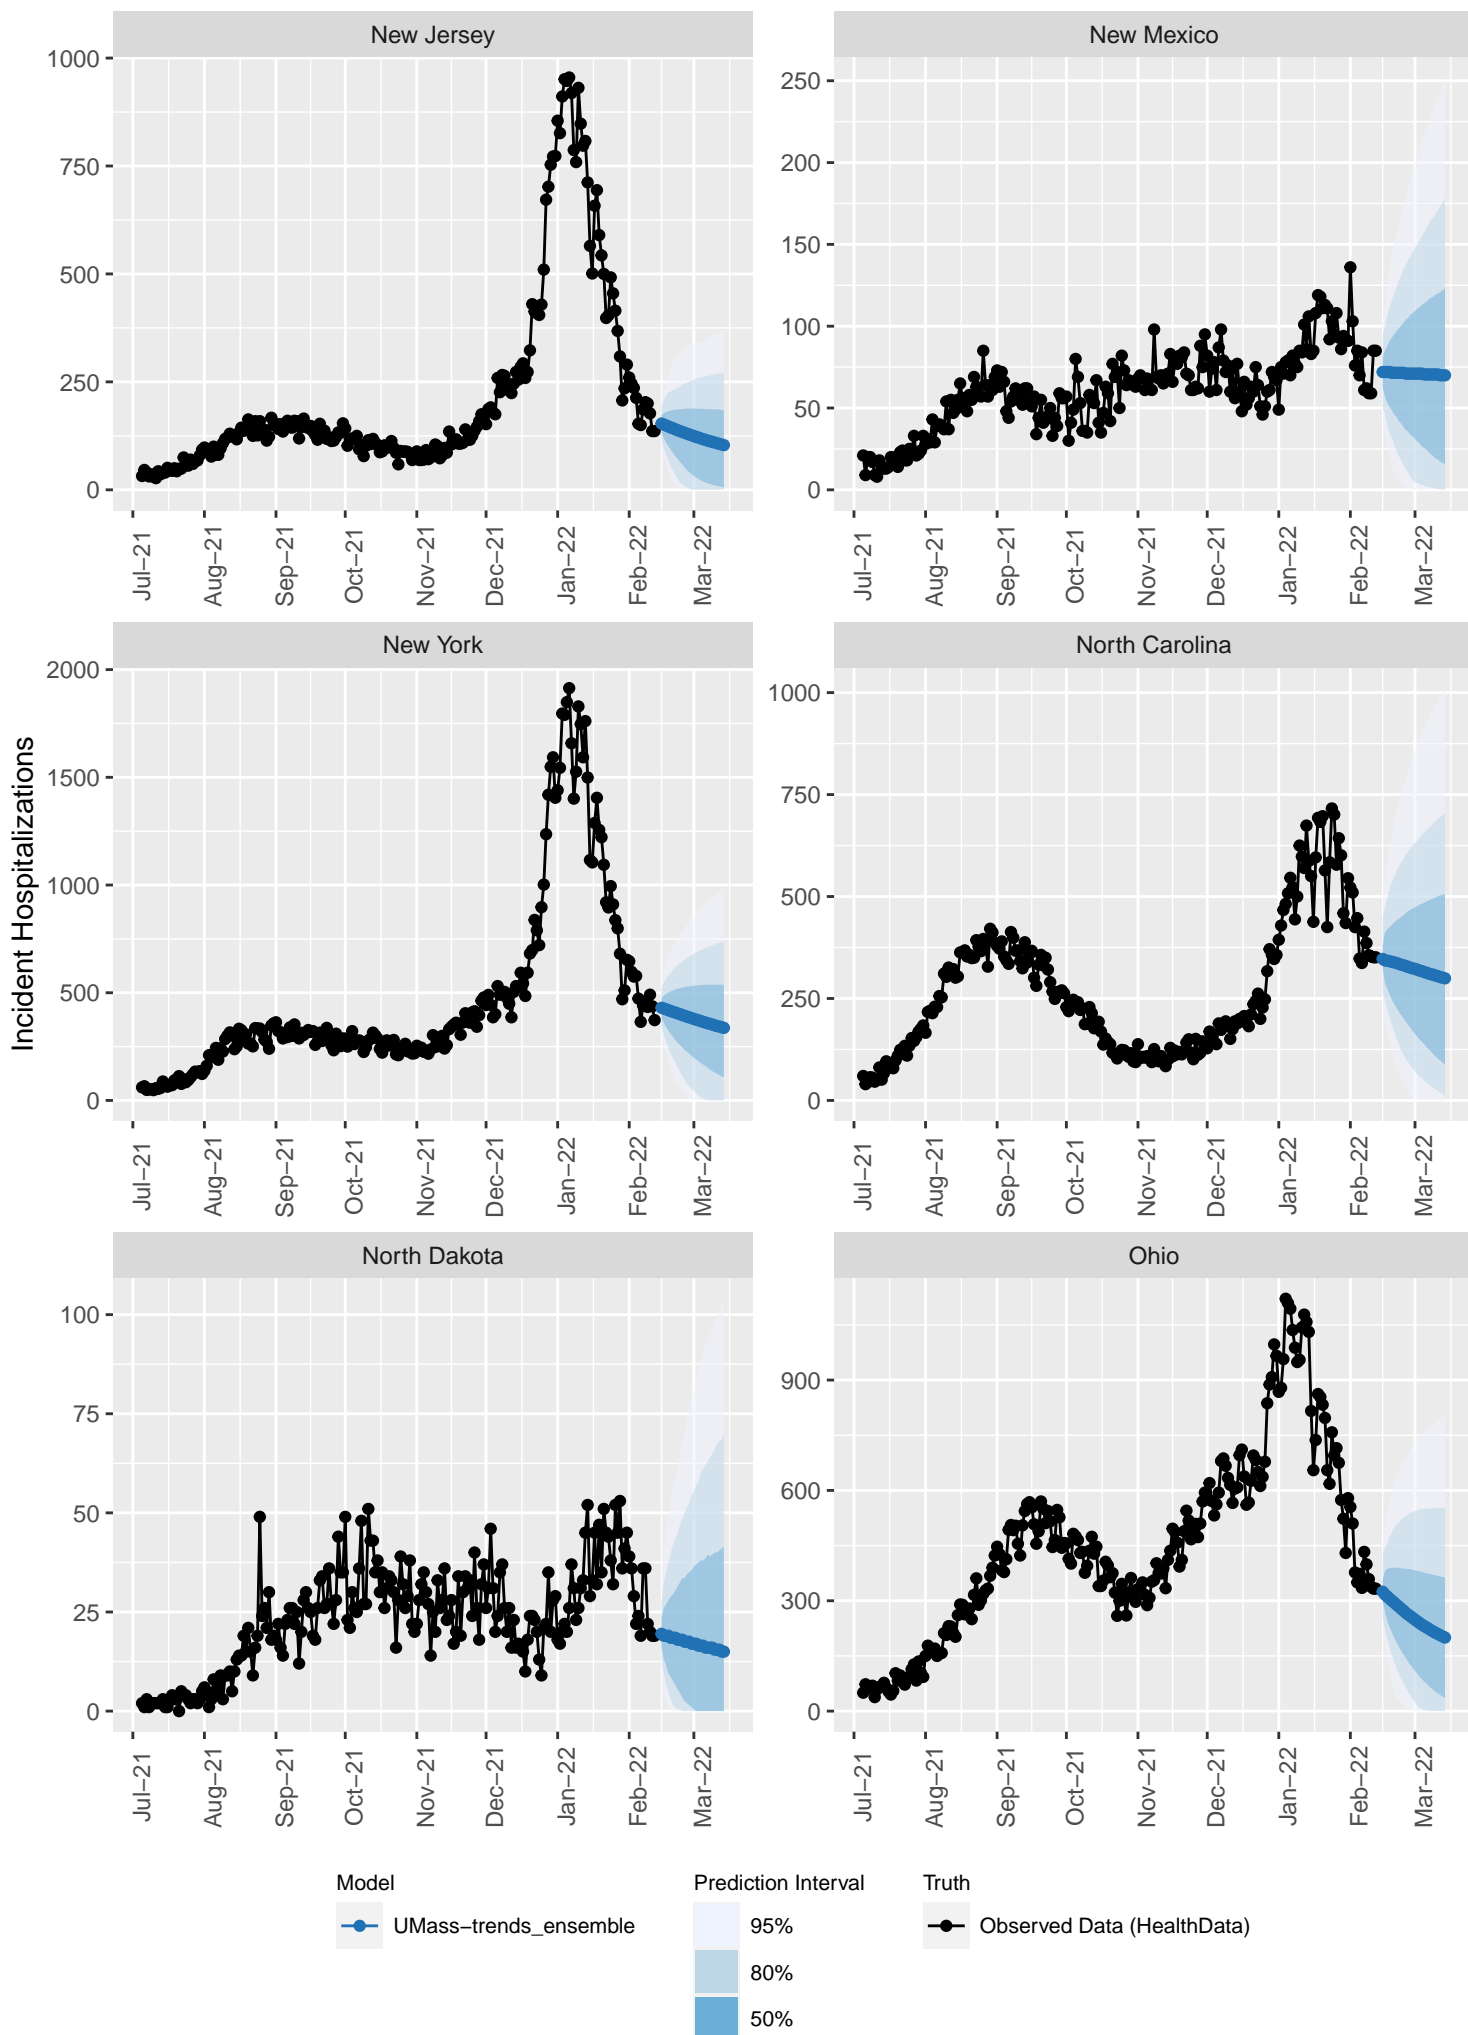 New Jersey
New Mexico
1000
750
500
250
0
250
200
150
100
50
0
Jul−21
Aug−21
Sep−21
Oct−21
Nov−21
Dec−21
Jan−22
Feb−22
Mar−22
Jul−21
Aug−21
Sep−21
Oct−21
Nov−21
Dec−21
Jan−22
Feb−22
Mar−22
Incident Hospitalizations
New York
North Carolina
2000
1500
1000
500
0
1000
750
500
250
0
Jul−21
Aug−21
Sep−21
Oct−21
Nov−21
Dec−21
Jan−22
Feb−22
Mar−22
Jul−21
Aug−21
Sep−21
Oct−21
Nov−21
Dec−21
Jan−22
Feb−22
Mar−22
North Dakota
Ohio
100
75
50
25
0
900
600
300
0
Jul−21
Aug−21
Sep−21
Oct−21
Nov−21
Dec−21
Jan−22
Feb−22
Mar−22
Jul−21
Aug−21
Sep−21
Oct−21
Nov−21
Dec−21
Jan−22
Feb−22
Mar−22
Model
UMass−trends_ensemble
Prediction Interval
95%
80%
50%
Truth
Observed Data (HealthData)